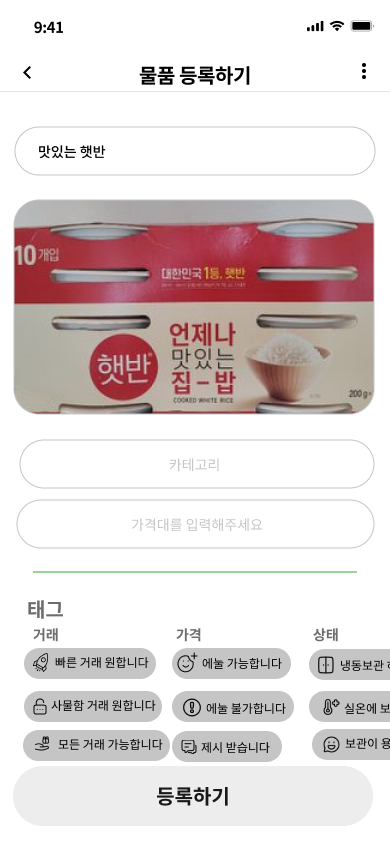 9:41
물품 등록하기
맛있는 햇반
10개입
대한민국 1등, 햇반
언제나
햇반 맛있는
집-밥
COOKED WHITE RICE
200g
카테고리
가격대를 입력해주세요
태그
거래 가격 상태
빠른 거래 원합니다 에눌 가능합니다 냉동보관
사물함 거래 원합니다 에눌 불가합니다 실온에 보
모든 거래 가능합니다 제시 받습니다 보관이 용
등록하기